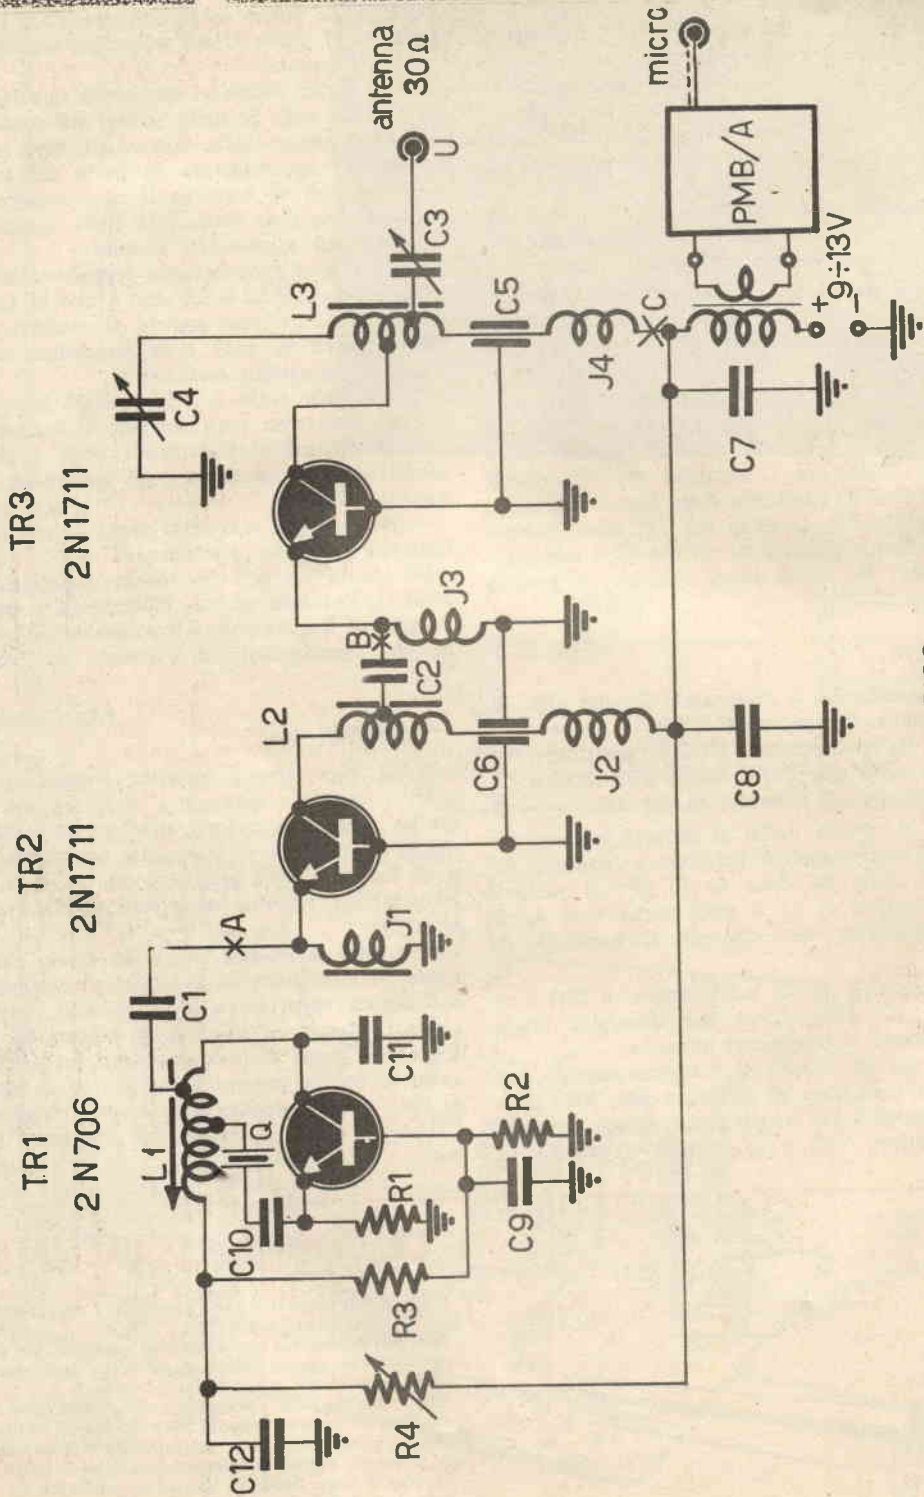 TR1
2N706
TR2
2N1711
TR3
2N1711
C12
R4
R3
C10
L1
Q
R1
C9
R2
C11
C1
A
J1
L2
C2
B
J3
C6
J2
C8
C4
L3
C3
antenna
30Ω
U
C5
J4
C
C7
+
9÷13V
−
PMB/A
micro